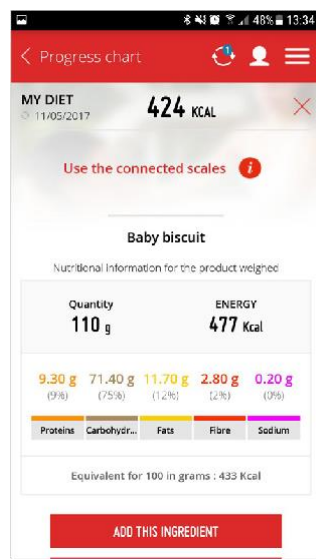 48% 13:34
Progress chart 1
MY DIET
11/05/2017
424 KCAL
Use the connected scales i
Baby biscuit
Nutritional information for the product weighed
Quantity ENERGY
110 g 477 Kcal
9.30 g 71.40 g 11.70 g 2.80 g 0.20 g
(9%) (75%) (12%) (2%) (0%)
Proteins Carbohydr... Fats Fibre Sodium
Equivalent for 100 in grams : 433 Kcal
ADD THIS INGREDIENT